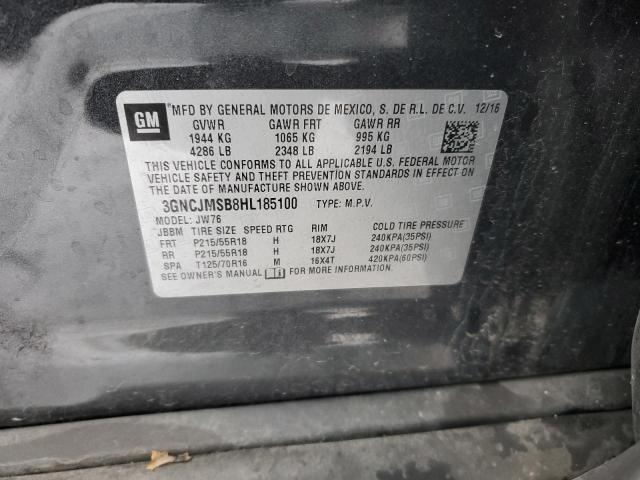 GM
MFD BY GENERAL MOTORS DE MEXICO, S. DE R.L. DE C.V. 12/16
GVWR GAWR FRT GAWR RR
1944 KG 1065 KG 995 KG
4286 LB 2348 LB 2194 LB
THIS VEHICLE CONFORMS TO ALL APPLICABLE U.S. FEDERAL MOTOR
VEHICLE SAFETY AND THEFT PREVENTION STANDARDS IN EFFECT ON
THE DATE OF MANUFACTURE SHOWN ABOVE.
3GNCJMSB8HL185100 TYPE: M.P.V.
MODEL: JW76
JBBM TIRE SIZE SPEED RTG RIM COLD TIRE PRESSURE
FRT P215/55R18 H 18X7J 240KPA(35PSI)
RR P215/55R18 H 18X7J 240KPA(35PSI)
SPA T125/70R16 M 16X4T 420KPA(60PSI)
SEE OWNER'S MANUAL FOR MORE INFORMATION